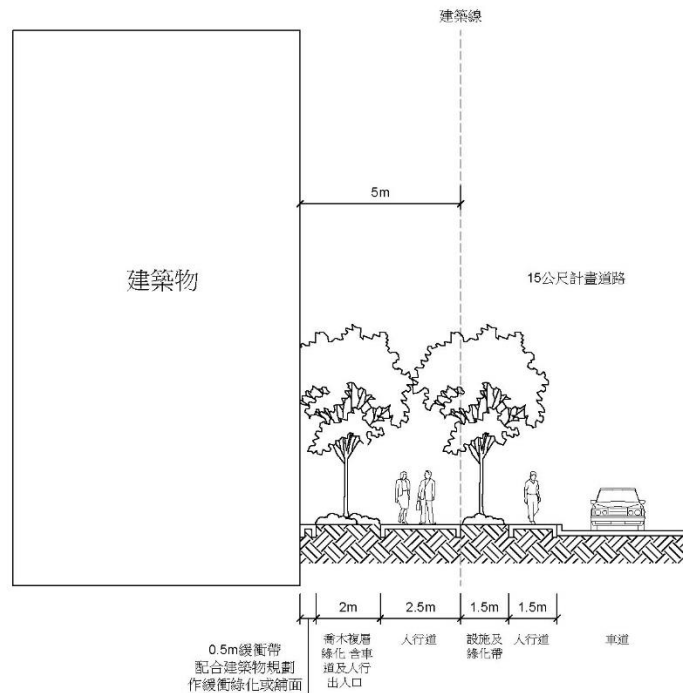 建築線
5m
建築物
15公尺計畫道路
2m
2.5m
1.5m
1.5m
0.5m緩衝帶
配合建築物規劃
作緩衝綠化或舖面
喬木複層
綠化 含車
道及人行
出入口
人行道
設施及
綠化帶
人行道
車道